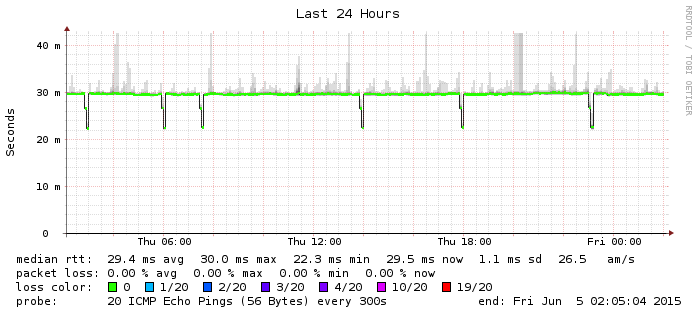 Last 24 Hours
RRDTOOL / TOBI OETIKER
Seconds
40 m
30 m
20 m
10 m
0
Thu 06:00 Thu 12:00 Thu 18:00 Fri 00:00
median rtt: 29.4 ms avg 30.0 ms max 22.3 ms min 29.5 ms now 1.1 ms sd 26.5 am/s
packet loss: 0.00 % avg 0.00 % max 0.00 % min 0.00 % now
loss color: 0 1/20 2/20 3/20 4/20 10/20 19/20
probe: 20 ICMP Echo Pings (56 Bytes) every 300s end: Fri Jun 5 02:05:04 2015